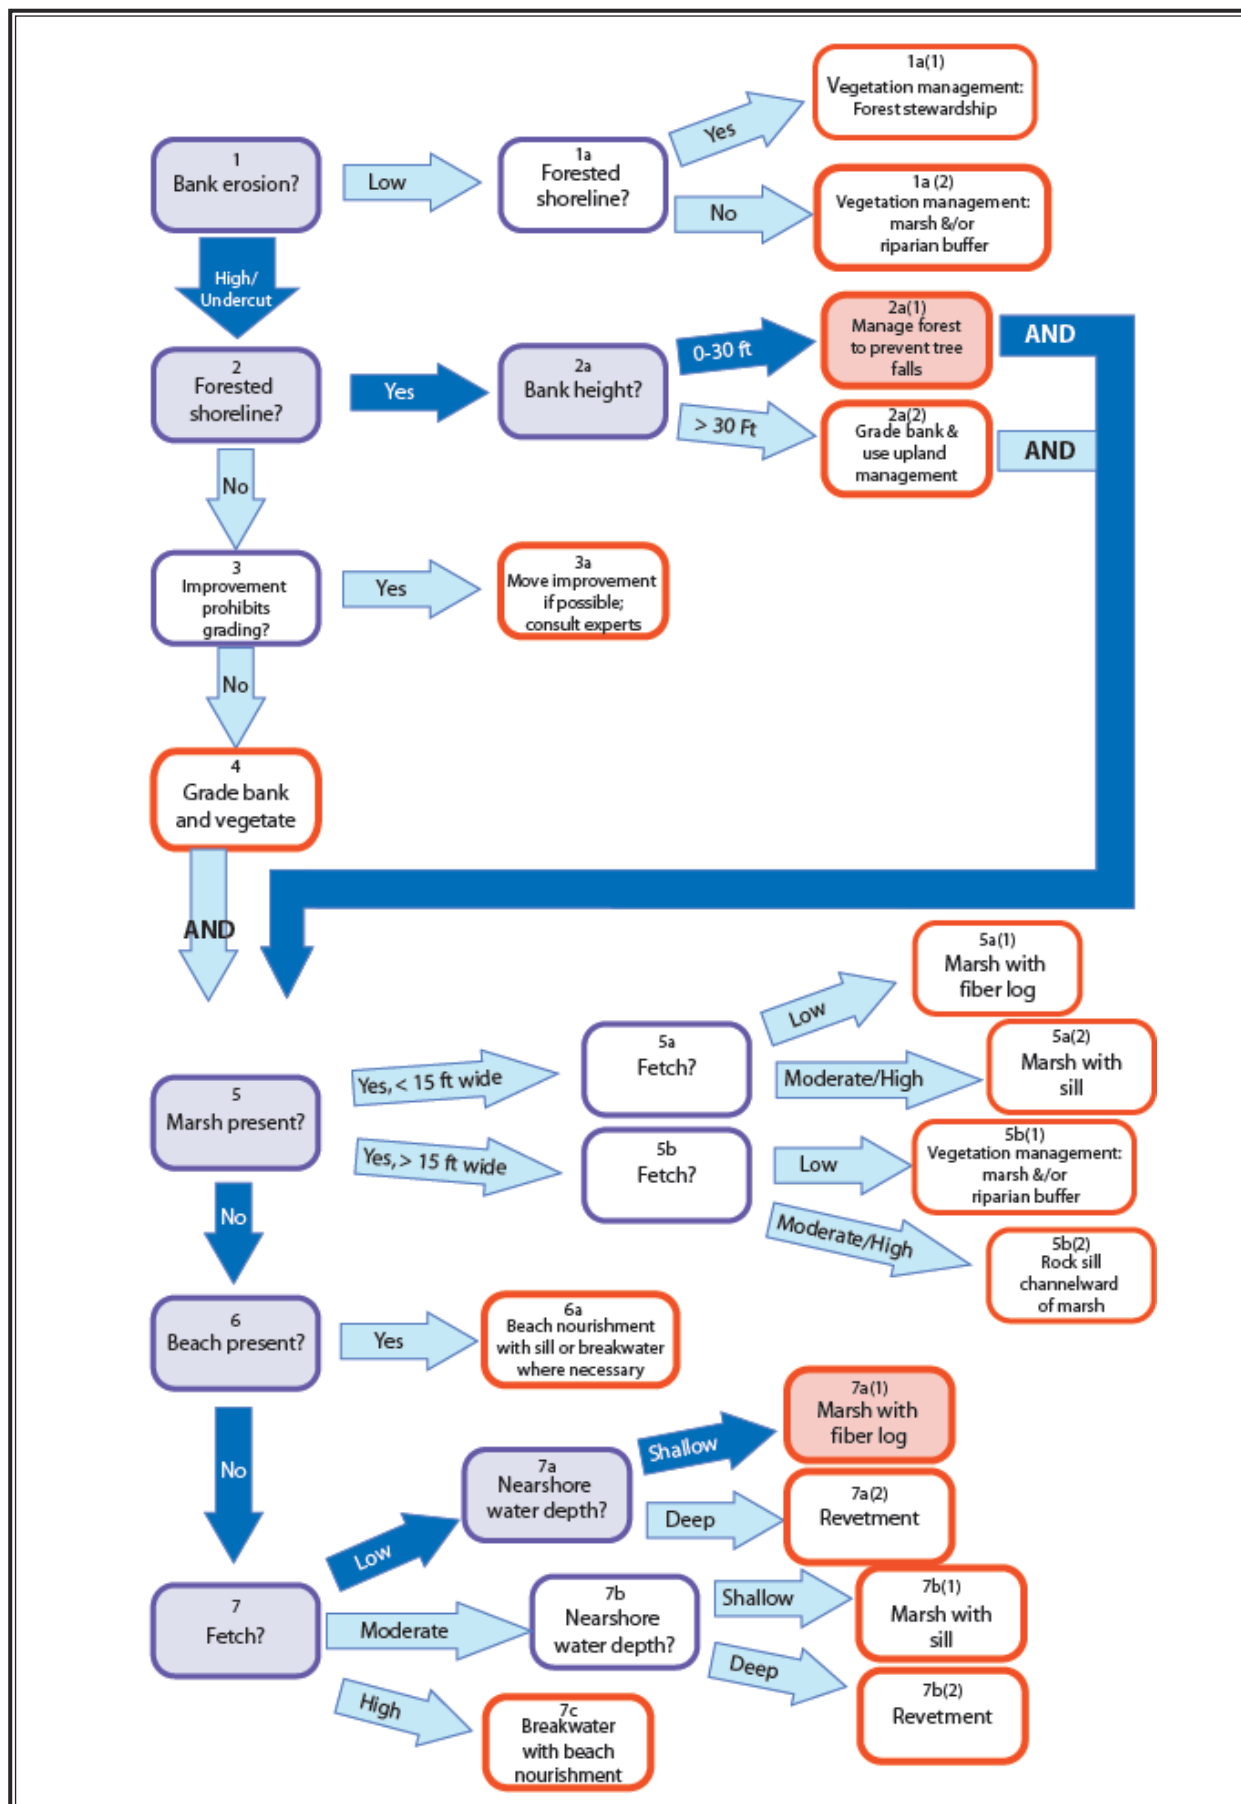 1a(1)
Vegetation management:
Forest stewardship
Yes
1
Bank erosion?
Low
1a
Forested
shoreline?
No
1a (2)
Vegetation management:
marsh &/or
riparian buffer
High/
Undercut
2
Forested
shoreline?
Yes
2a
Bank height?
0-30 ft
2a(1)
Manage forest
to prevent tree
falls
AND
> 30 Ft
2a(2)
Grade bank &
use upland
management
AND
No
3
Improvement
prohibits
grading?
Yes
3a
Move improvement
if possible;
consult experts
No
4
Grade bank
and vegetate
AND
5
Marsh present?
Yes, < 15 ft wide
5a
Fetch?
Low
5a(1)
Marsh with
fiber log
Moderate/High
5a(2)
Marsh with
sill
Yes, > 15 ft wide
5b
Fetch?
Low
5b(1)
Vegetation management:
marsh &/or
riparian buffer
Moderate/High
5b(2)
Rock sill
channelward
of marsh
No
6
Beach present?
Yes
6a
Beach nourishment
with sill or breakwater
where necessary
No
7
Fetch?
Low
7a
Nearshore
water depth?
Shallow
7a(1)
Marsh with
fiber log
Deep
7a(2)
Revetment
Moderate
7b
Nearshore
water depth?
Shallow
7b(1)
Marsh with
sill
Deep
7b(2)
Revetment
High
7c
Breakwater
with beach
nourishment